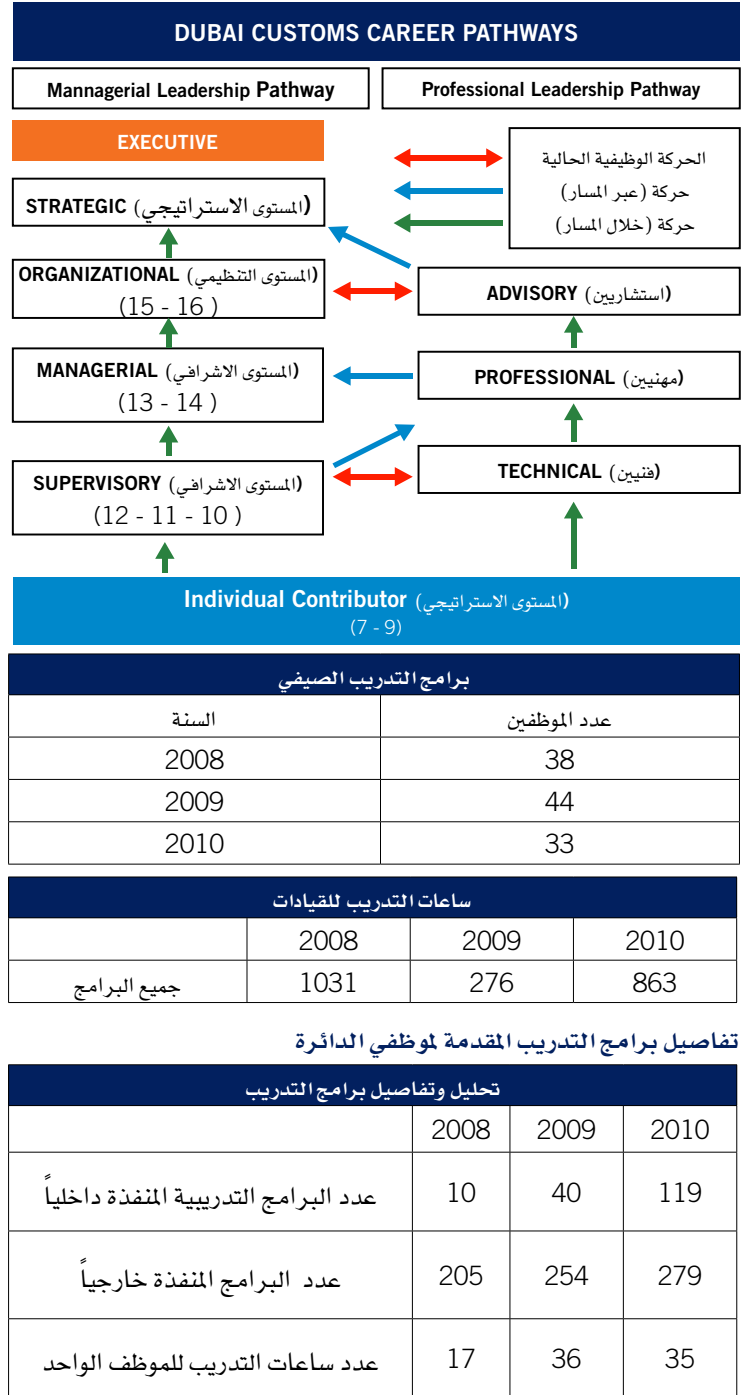 DUBAI CUSTOMS CAREER PATHWAYS
Mannagerial Leadership Pathway
Professional Leadership Pathway
EXECUTIVE
الحركة الوظيفية الحالية
حركة (عبر المسار)
حركة (خلال المسار)
STRATEGIC (المستوى الاستراتيجي)
ORGANIZATIONAL (المستوى التنظيمي)
(15 - 16 )
ADVISORY (استشاريين)
MANAGERIAL (المستوى الاشرافي)
(13 - 14 )
PROFESSIONAL (مهنيين)
SUPERVISORY (المستوى الاشرافي)
(12 - 11 - 10 )
TECHNICAL (فنيين)
Individual Contributor (المستوى الاستراتيجي)
(7 - 9)
برامج التدريب الصيفي
السنة عدد الموظفين
2008 38
2009 44
2010 33
ساعات التدريب للقيادات
2008 2009 2010
جميع البرامج 1031 276 863
تفاصيل برامج التدريب المقدمة لموظفي الدائرة
تحليل وتفاصيل برامج التدريب
2008 2009 2010
عدد البرامج التدريبية المنفذة داخلياً 10 40 119
عدد البرامج المنفذة خارجياً 205 254 279
عدد ساعات التدريب للموظف الواحد 17 36 35